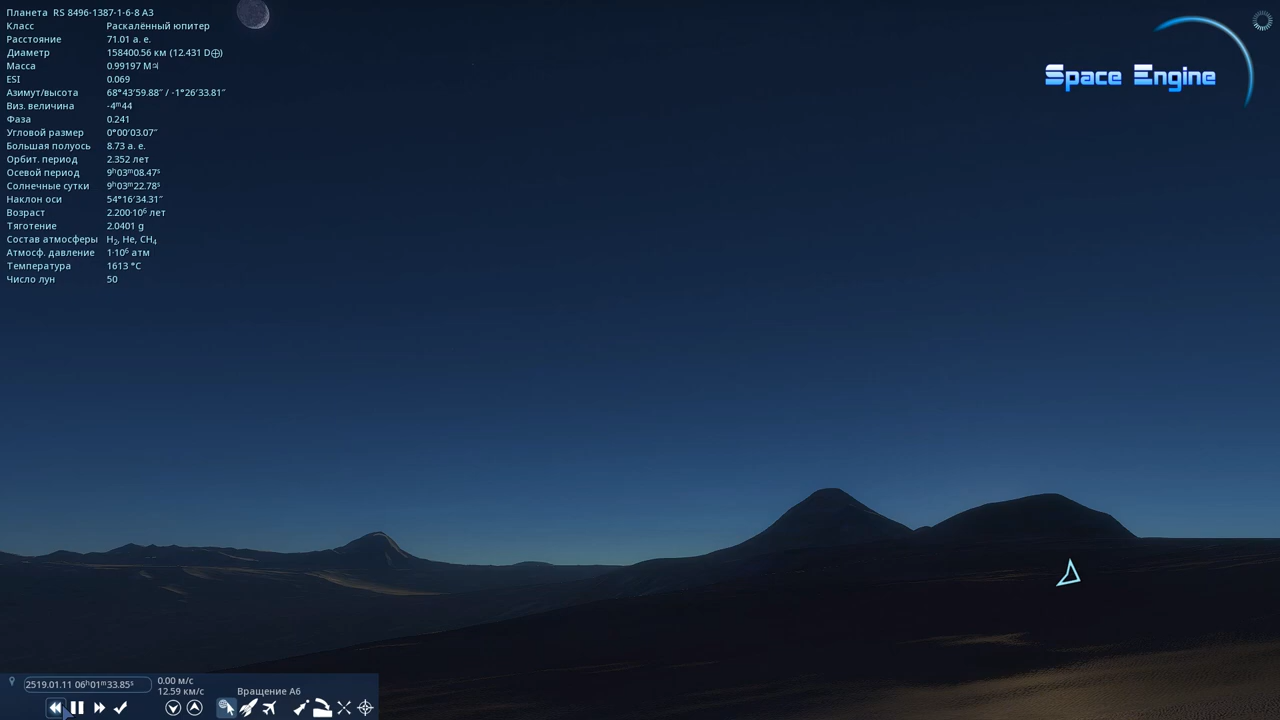 Планета RS 8496-1387-1-6-8 A3
Класс Раскалённый юпитер
Расстояние 71.01 а. е.
Диаметр 158400.56 км (12.431 D⊕)
Масса 0.99197 M♃
ESI 0.069
Азимут/высота 68°43′59.88″ / -1°26′33.81″
Виз. величина -4ᵐ44
Фаза 0.241
Угловой размер 0°00′03.07″
Большая полуось 8.73 а. е.
Орбит. период 2.352 лет
Осевой период 9ʰ03ᵐ08.47ˢ
Солнечные сутки 9ʰ03ᵐ22.78ˢ
Наклон оси 54°16′34.31″
Возраст 2.200·10⁶ лет
Тяготение 2.0401 g
Состав атмосферы H₂, He, CH₄
Атмосф. давление 1·10⁶ атм
Температура 1613 °C
Число лун 50
Space Engine
2519.01.11 06ʰ01ᵐ33.85ˢ
0.00 м/с
12.59 км/с
Вращение A6